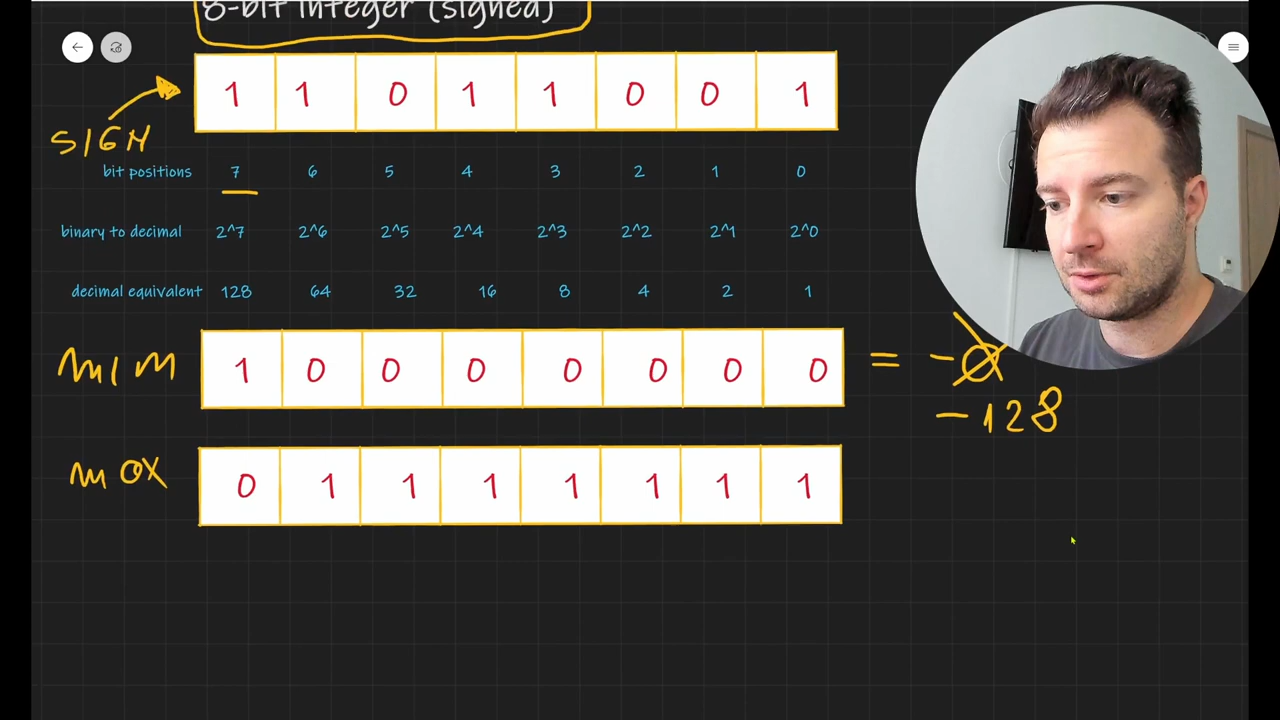 8-bit integer (signed)
1 1 0 1 1 0 0 1
SIGN
bit positions 7 6 5 4 3 2 1 0
binary to decimal 2^7 2^6 2^5 2^4 2^3 2^2 2^1 2^0
decimal equivalent 128 64 32 16 8 4 2 1
MIM 1 0 0 0 0 0 0 0 = -0
-128
MOX 0 1 1 1 1 1 1 1